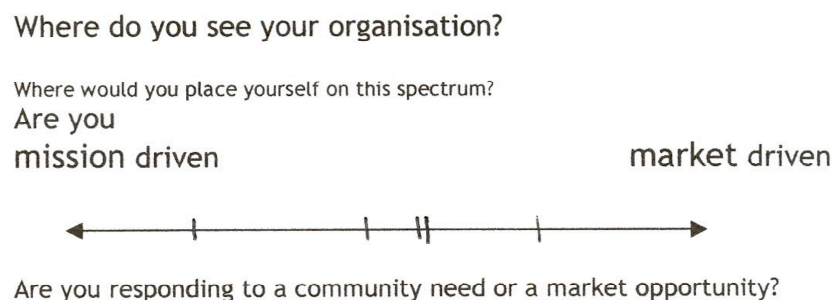 Where do you see your organisation?
Where would you place yourself on this spectrum?
Are you
mission driven market driven
Are you responding to a community need or a market opportunity?